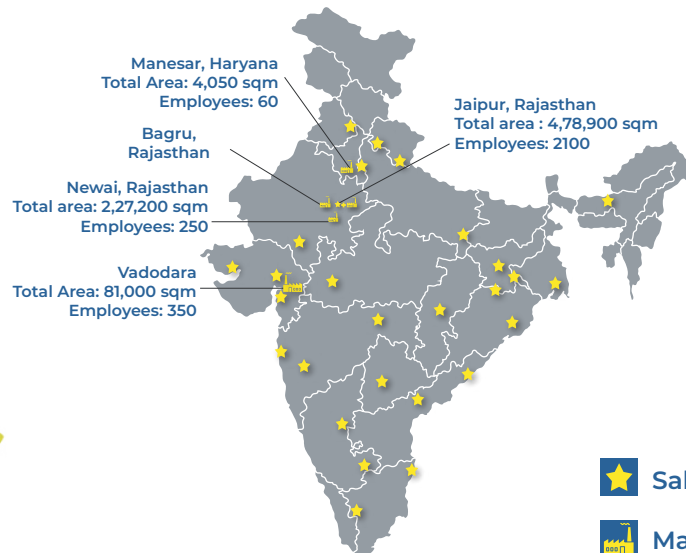 Manesar, Haryana
Total Area: 4,050 sqm
Employees: 60
Jaipur, Rajasthan
Total area : 4,78,900 sqm
Employees: 2100
Bagru,
Rajasthan
Newai, Rajasthan
Total area: 2,27,200 sqm
Employees: 250
Vadodara
Total Area: 81,000 sqm
Employees: 350
Sal
Ma